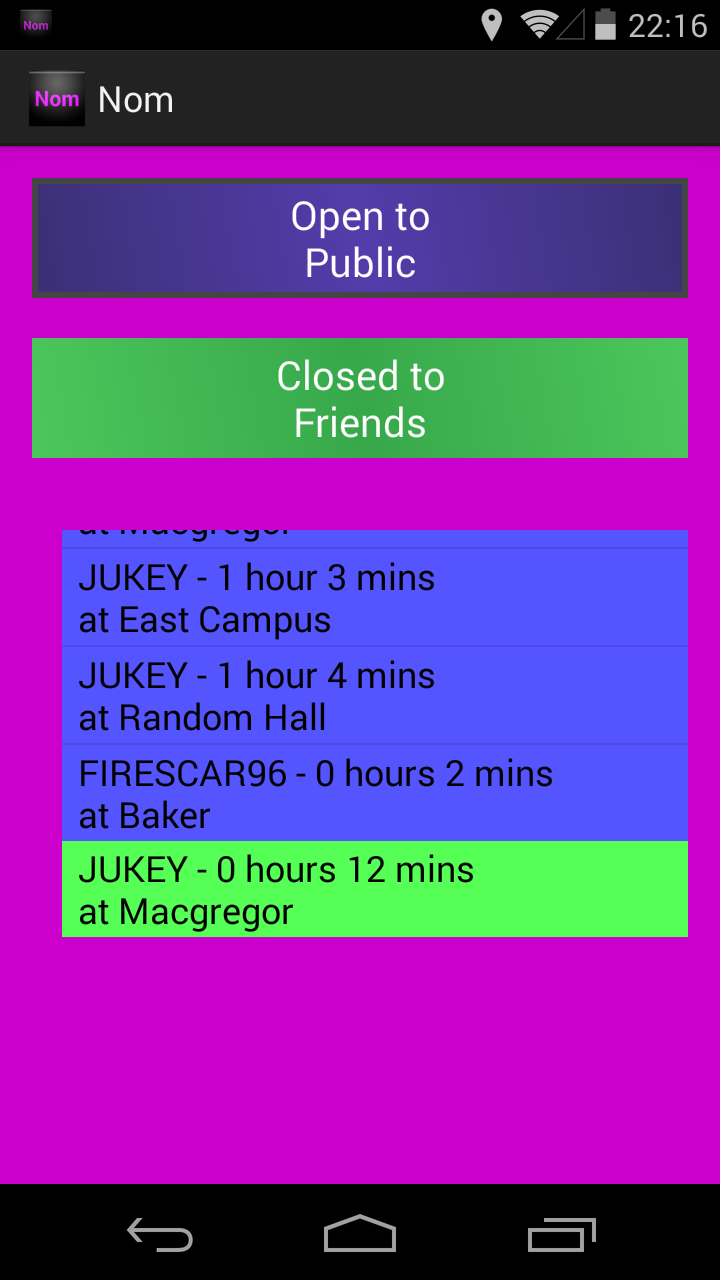 Nom
22:16
Nom
Nom
Open to
Public
Closed to
Friends
at Macgregor
JUKEY - 1 hour 3 mins
at East Campus
JUKEY - 1 hour 4 mins
at Random Hall
FIRESCAR96 - 0 hours 2 mins
at Baker
JUKEY - 0 hours 12 mins
at Macgregor